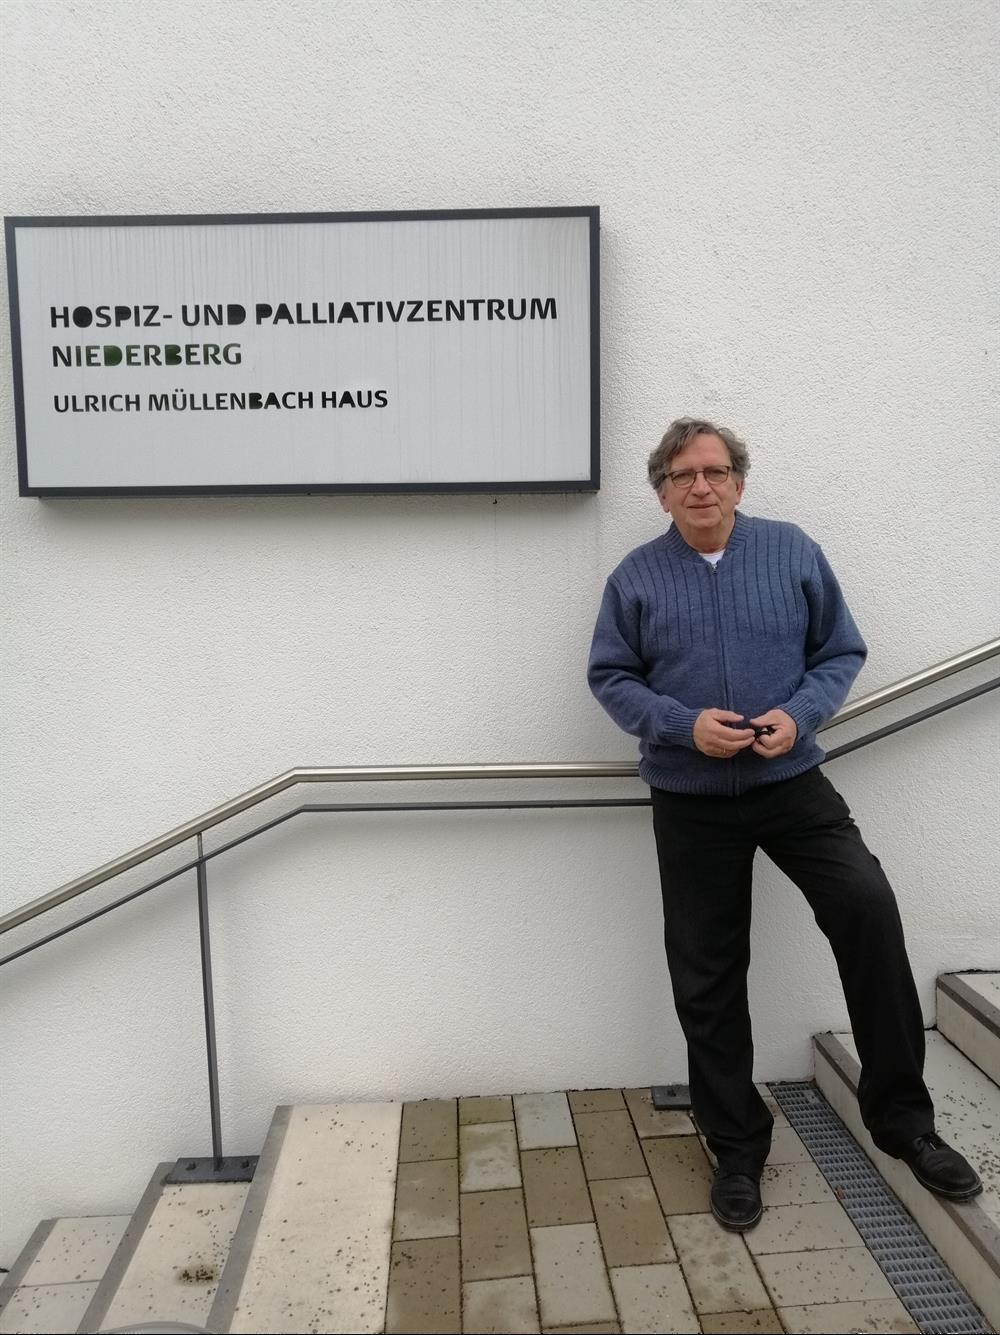 HOSPIZ- UND PALLIATIVZENTRUM
NIEDERBERG
ULRICH MÜLLENBACH HAUS